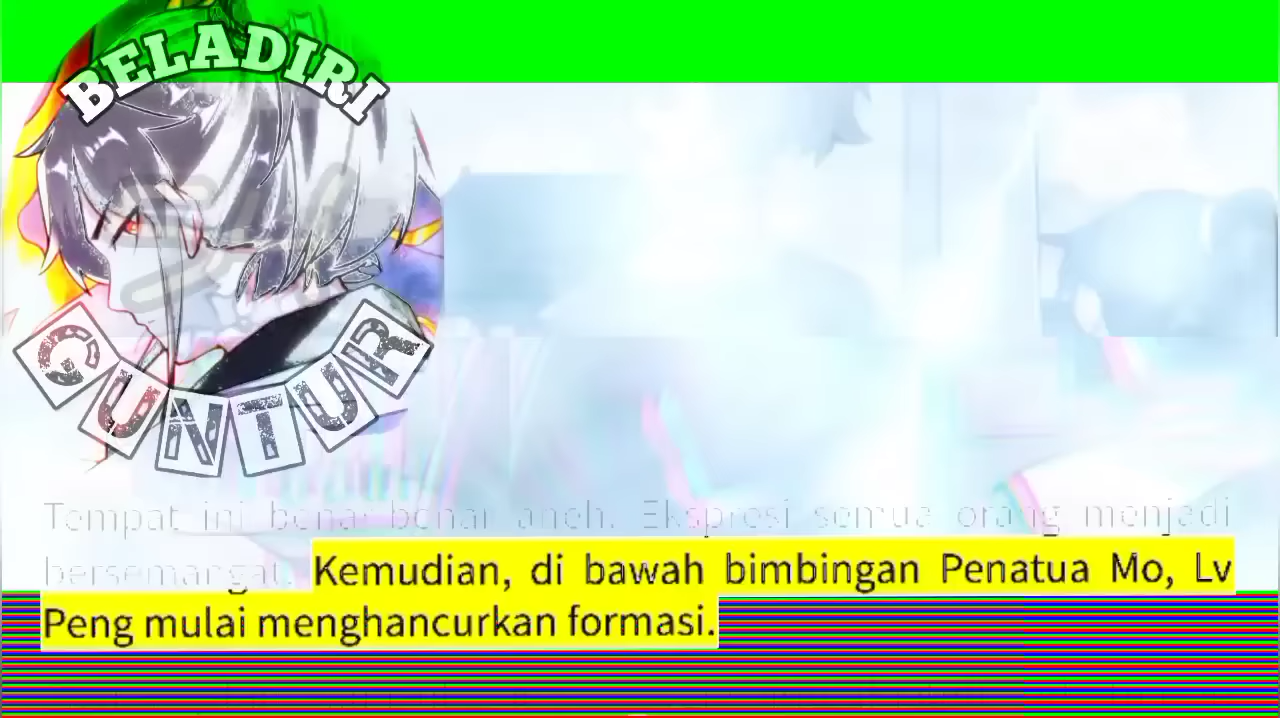 BELADIRI
GUNTUR
Tempat ini benar benar aneh. Ekspresi semua orang menjadi
bersemangat. Kemudian, di bawah bimbingan Penatua Mo, Lv
Peng mulai menghancurkan formasi.